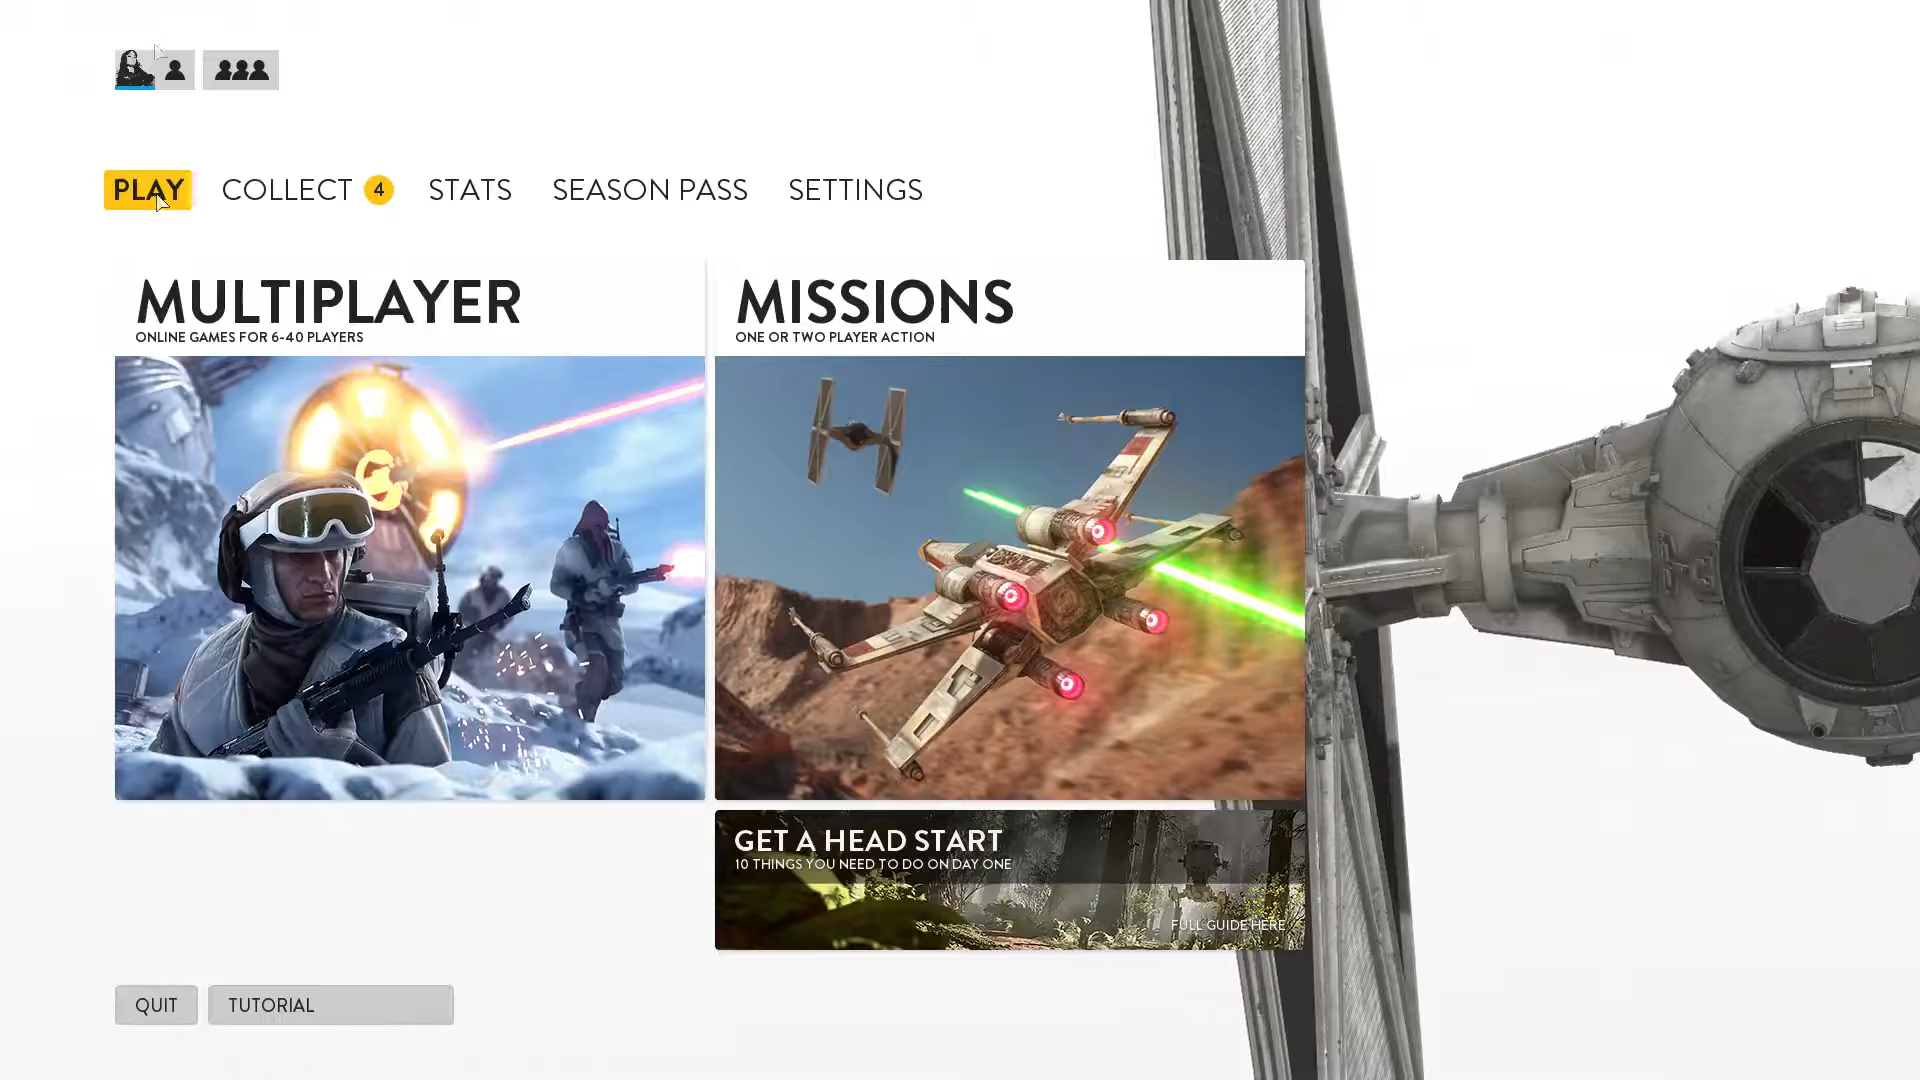 PLAY COLLECT 4 STATS SEASON PASS SETTINGS
MULTIPLAYER
ONLINE GAMES FOR 6-40 PLAYERS
MISSIONS
ONE OR TWO PLAYER ACTION
GET A HEAD START
10 THINGS YOU NEED TO DO ON DAY ONE
FULL GUIDE HERE
QUIT TUTORIAL